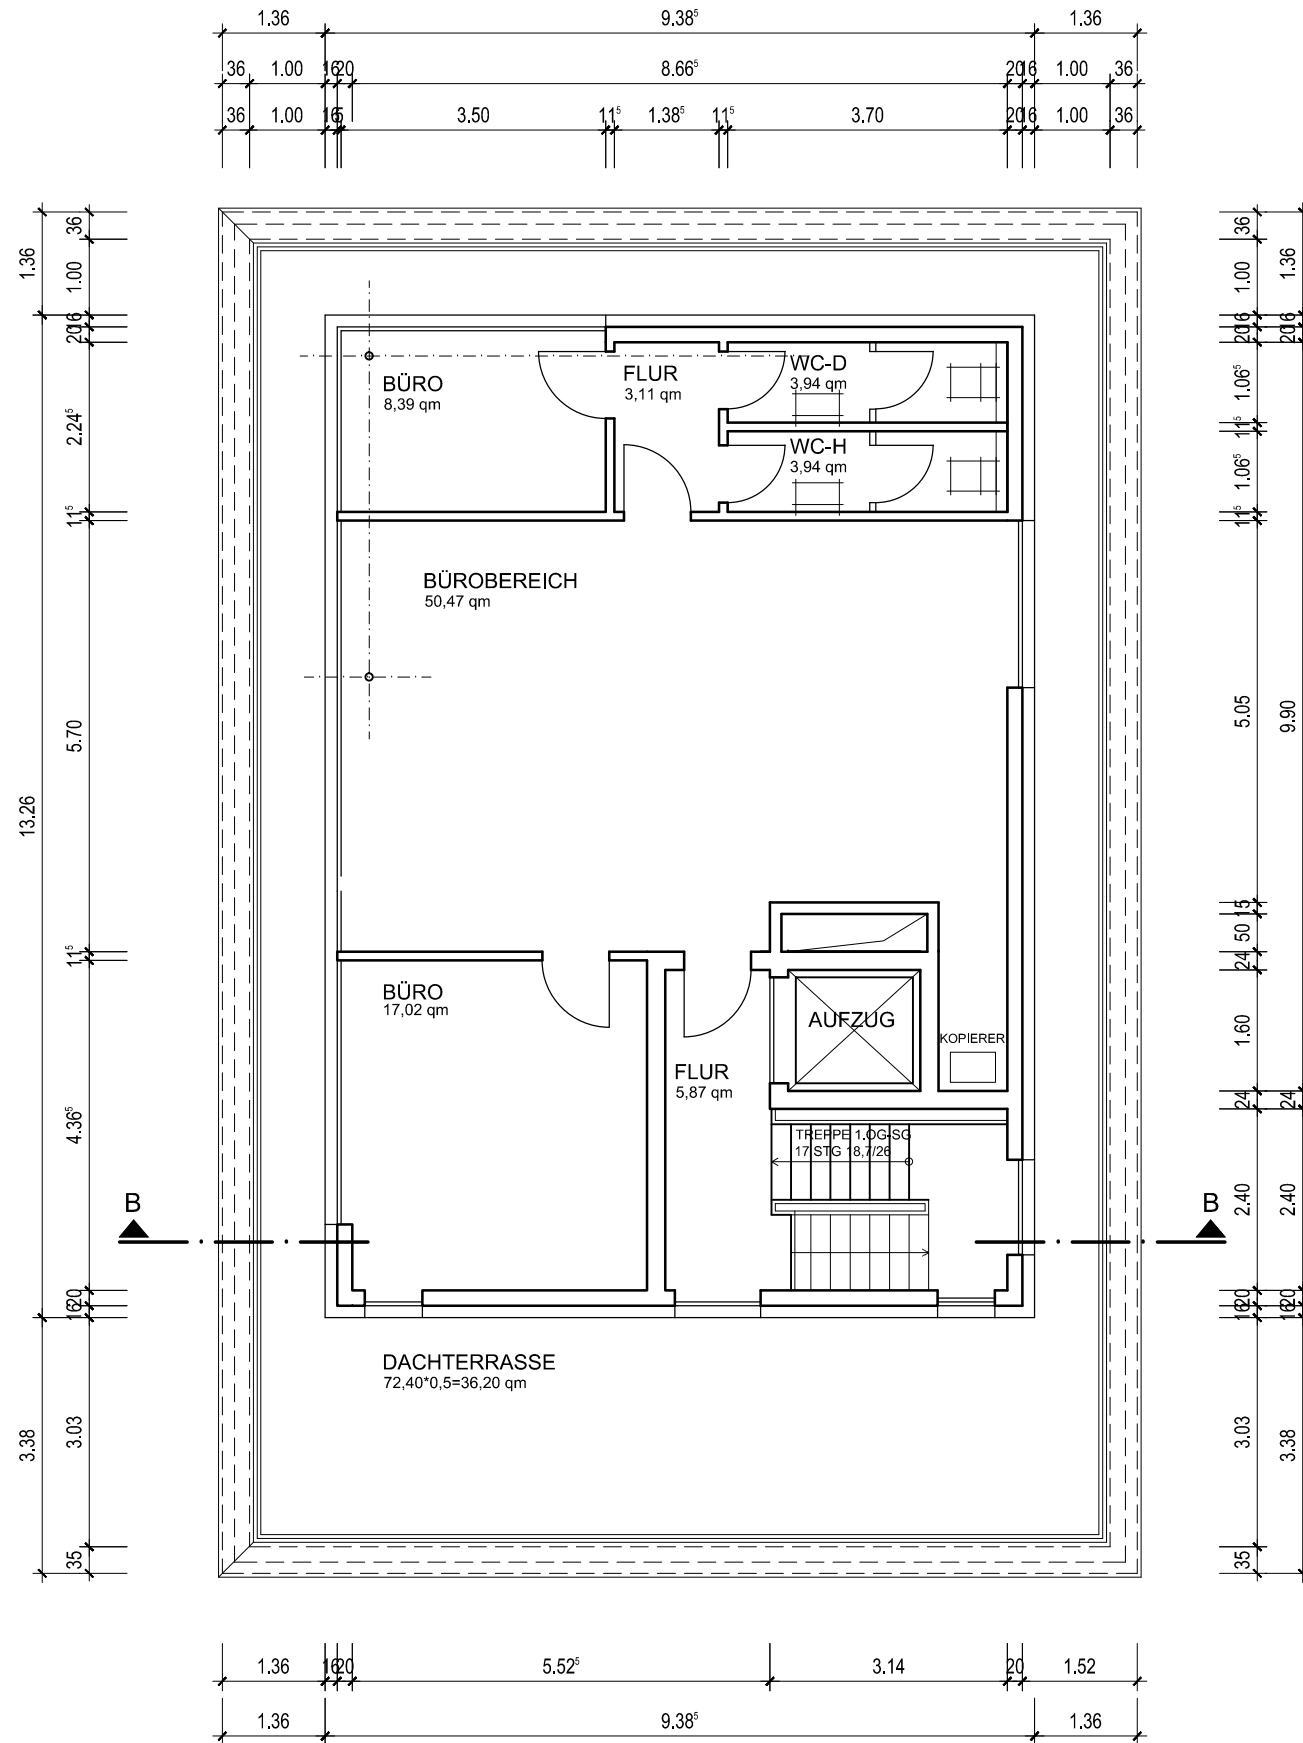 1.36 9.38⁵ 1.36
36 1.00 16 20 8.66⁵ 20 16 1.00 36
36 1.00 16 5 3.50 11⁵ 1.38⁵ 11⁵ 3.70 20 16 1.00 36
1.36
13.26
3.38
36
1.00
16
20
2.24⁵
11⁵
5.70
11⁵
4.36⁵
20
16
3.03
35
BÜRO
8,39 qm
FLUR
3,11 qm
WC-D
3,94 qm
WC-H
3,94 qm
BÜROBEREICH
50,47 qm
BÜRO
17,02 qm
FLUR
5,87 qm
AUFZUG
KOPIERER
TREPPE 1.OG-SG
17 STG 18,7/26
B
B
DACHTERRASSE
72,40*0,5=36,20 qm
36
1.00
16
20
1.06⁵
11⁵
1.06⁵
11⁵
5.05
15
50
24
1.60
24
2.40
20
16
3.03
35
1.36
16
20
9.90
24
2.40
20
16
3.38
1.36 16 20 5.52⁵ 3.14 20 1.52
1.36 9.38⁵ 1.36